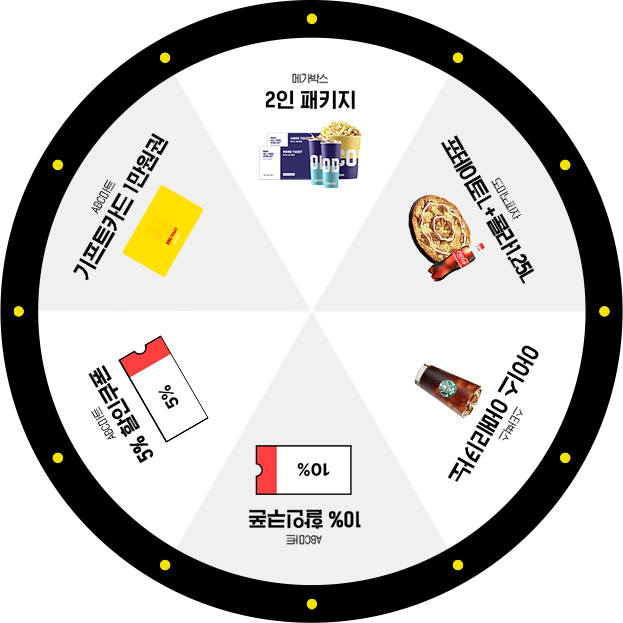 메가박스
2인 패키지
도미노피자
포테이토L+콜라1.25L
스타벅스
아이스 아메리카노
10%
10% 할인쿠폰
ABC마트
5%
5% 할인쿠폰
ABC마트
ABC마트
기프트카드 1만원권